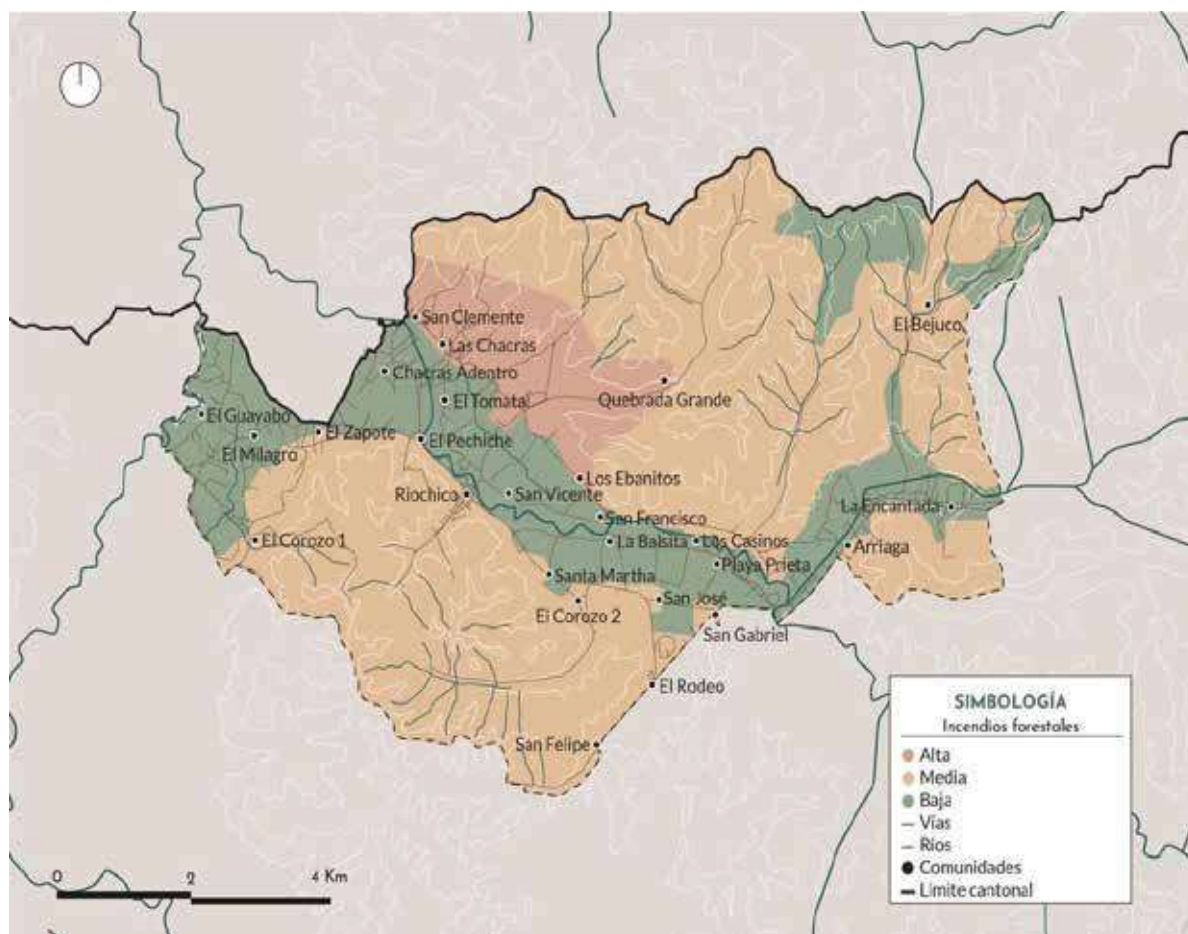 San Clemente
Las Chacras
Chacras Adentro
Quebrada Grande
El Bejuco
El Tomatal
El Guayabo
El Zapote
El Milagro
El Pechiche
Los Ebanitos
Riochico
San Vicente
San Francisco
La Encantada
El Corozo 1
La Balsita
Los Casinos
Arriaga
Playa Prieta
Santa Martha
San José
El Corozo 2
San Gabriel
El Rodeo
San Felipe
SIMBOLOGÍA
Incendios forestales
Alta
Media
Baja
Vías
Ríos
Comunidades
Límite cantonal
0 2 4 Km